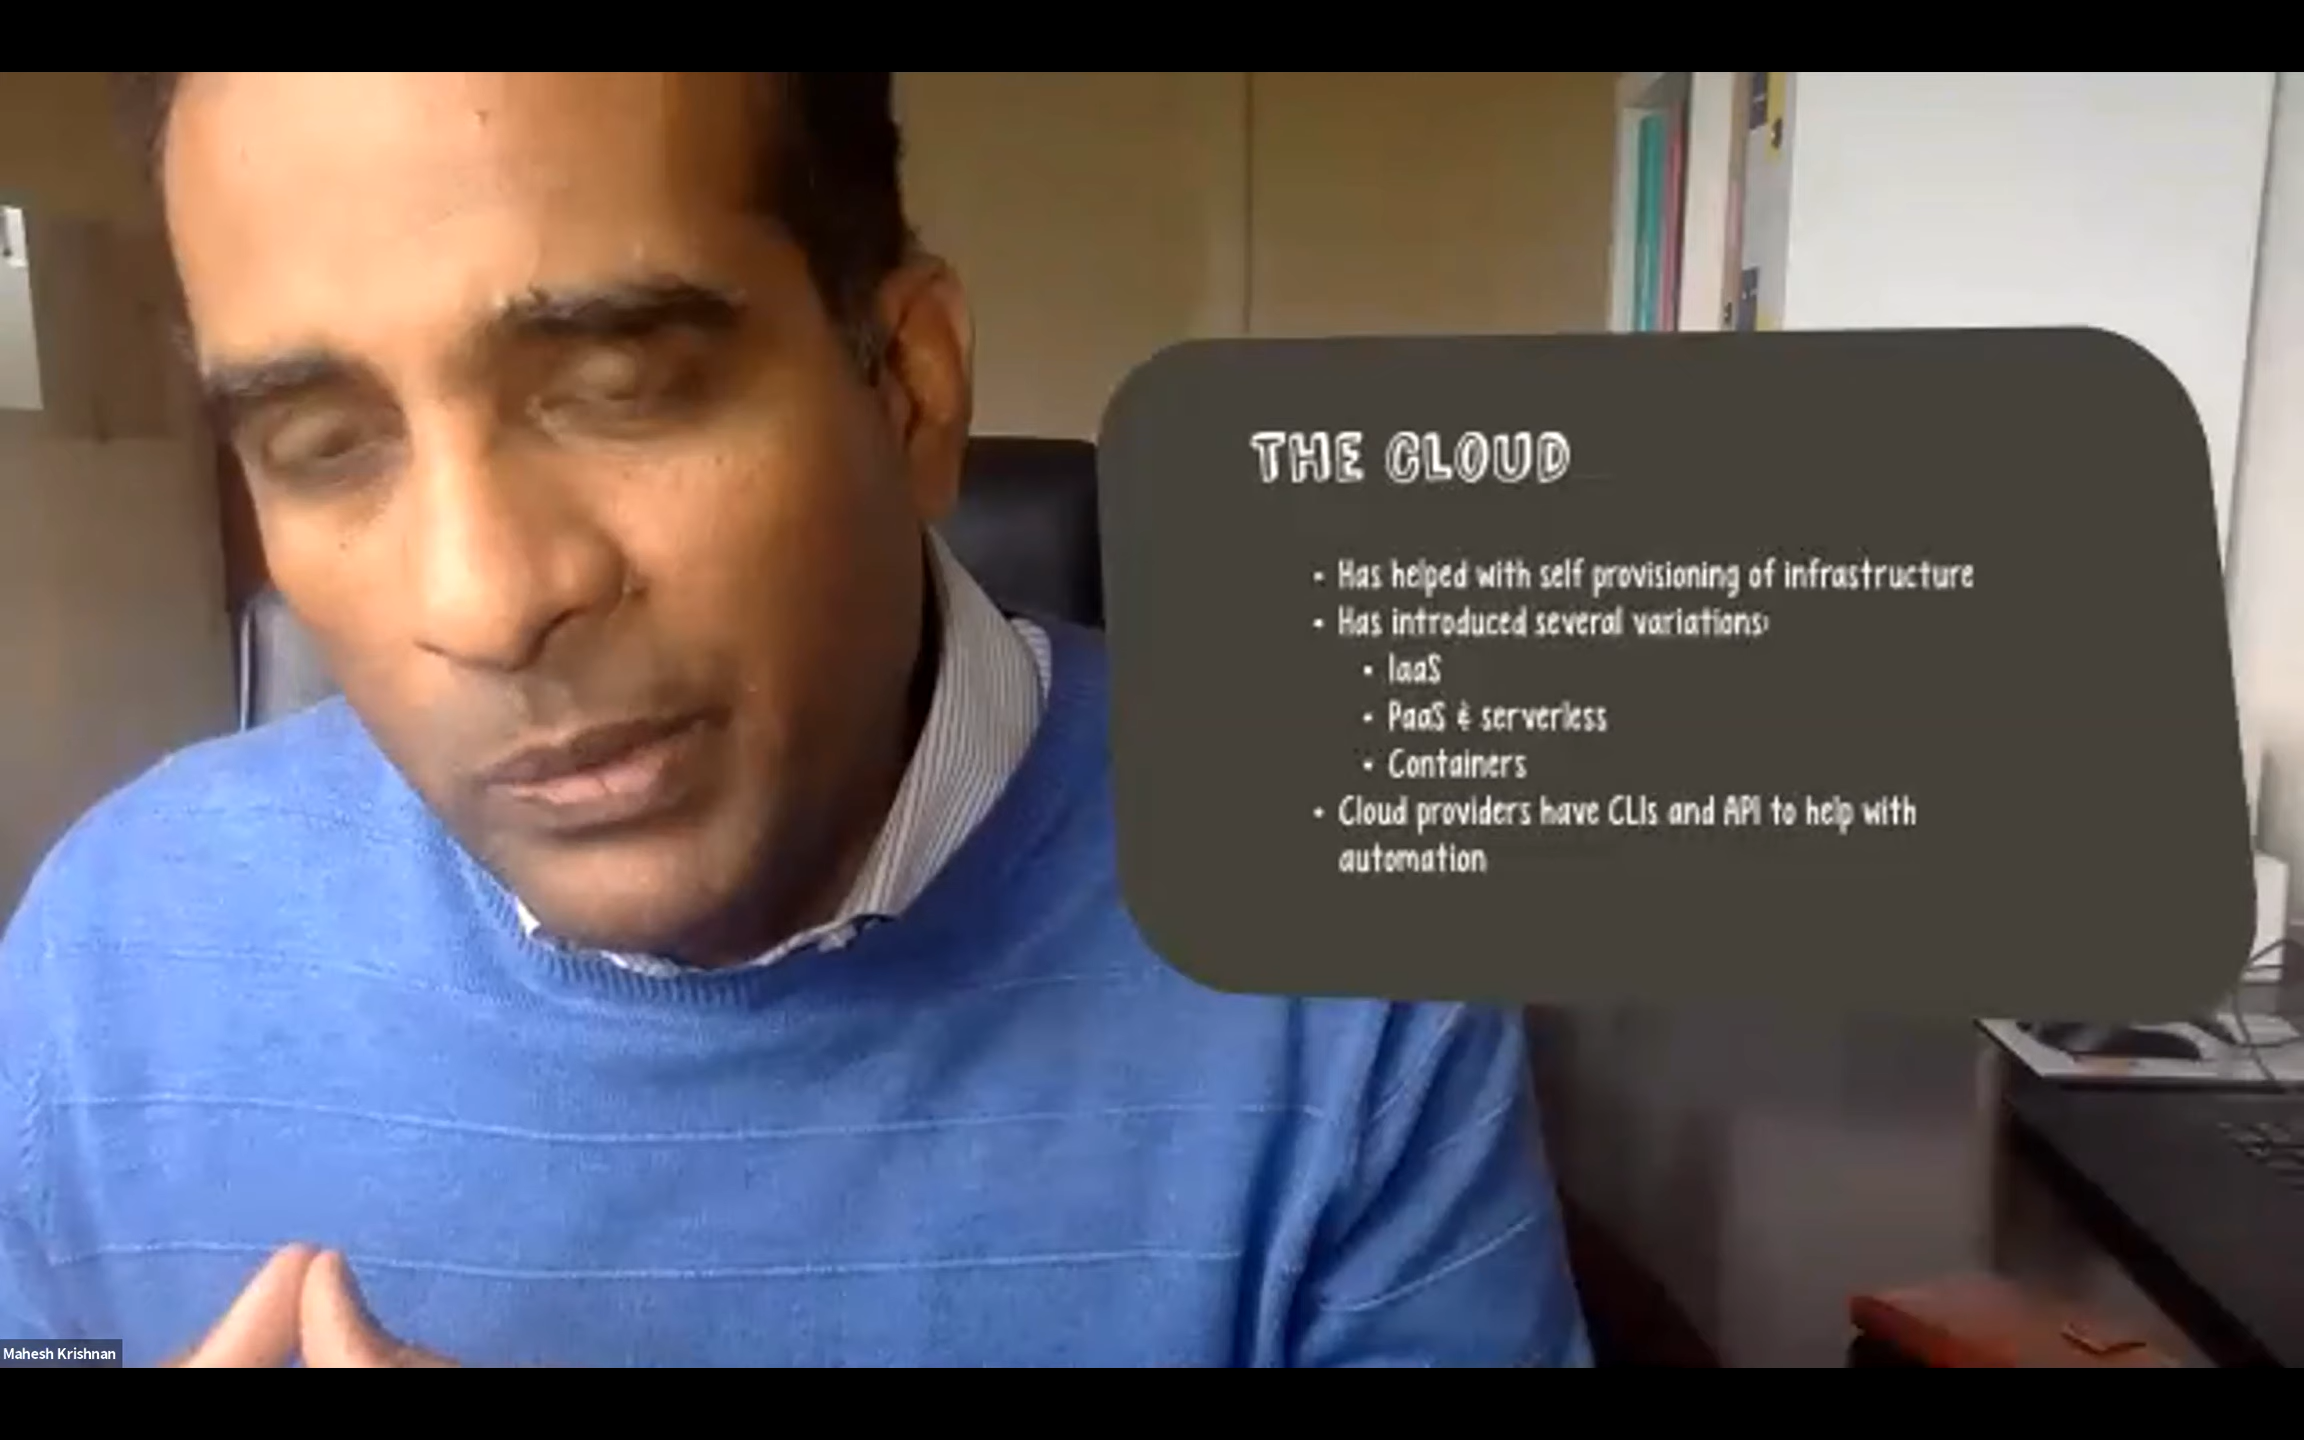 THE CLOUD
• Has helped with self provisioning of infrastructure
• Has introduced several variations:
• IaaS
• PaaS & serverless
• Containers
• Cloud providers have CLIs and API to help with
automation
Mahesh Krishnan